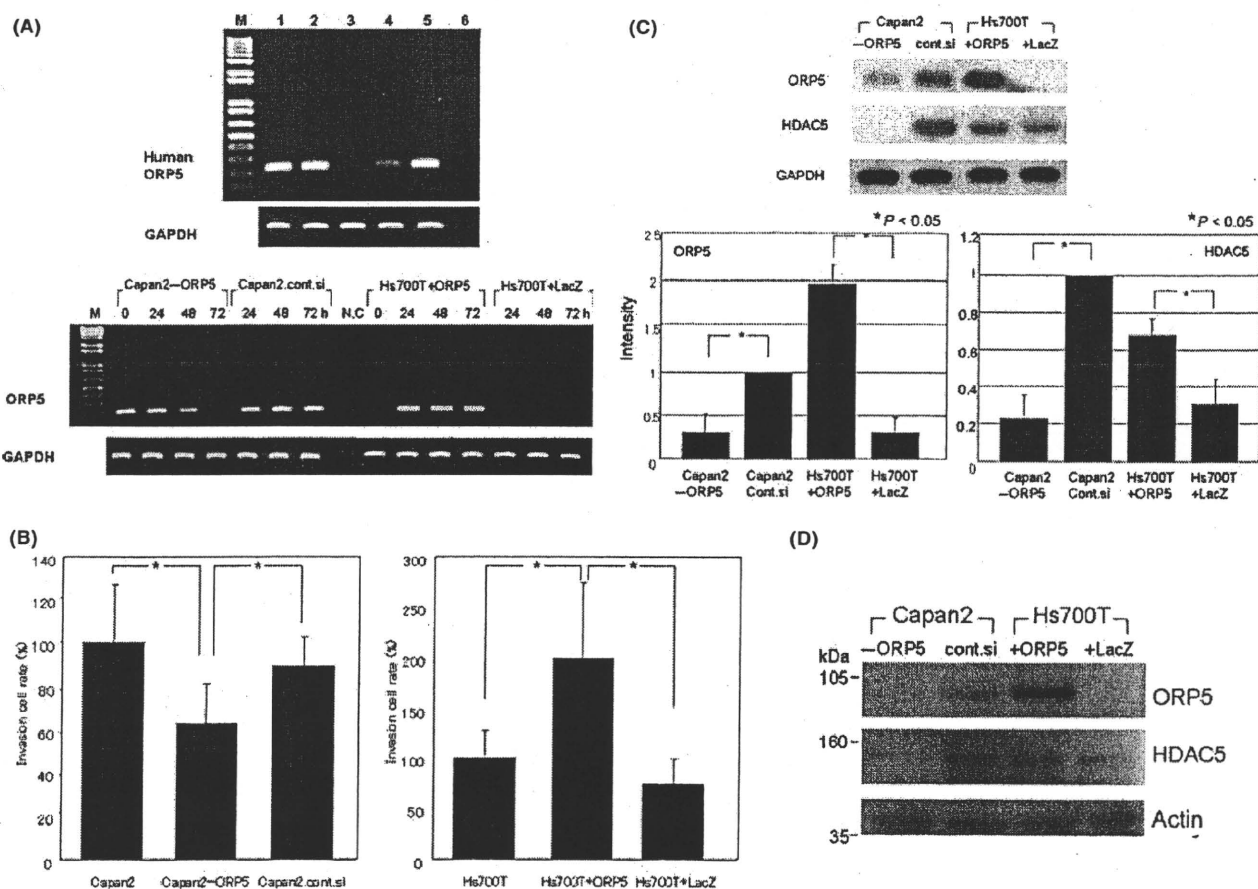 (A)
M 1 2 3 4 5 6
Human
ORP5
GAPDH
Capan2–ORP5 Capan2.cont.si Hs700T+ORP5 Hs700T+LacZ
M 0 24 48 72 24 48 72 h N.C 0 24 48 72 24 48 72 h
ORP5
GAPDH
(B)
Invasion cell rate (%)
140
120
100
80
60
40
20
0
* *
Capan2 Capan2–ORP5 Capan2.cont.si
Invasion cell rate (%)
300
250
200
150
100
50
0
* *
Hs700T Hs700T+ORP5 Hs700T+LacZ
(C)
Capan2 Hs700T
–ORP5 cont.si +ORP5 +LacZ
ORP5
HDAC5
GAPDH
*P < 0.05
ORP5
Intensity
25
2
1.5
1
0.5
0
* *
Capan2 Capan2 Hs700T Hs700T
–ORP5 Cont.si +ORP5 +LacZ
*P < 0.05
HDAC5
1.2
1
0.8
0.6
0.4
0.2
0
* *
Capan2 Capan2 Hs700T Hs700T
–ORP5 Cont.si +ORP5 +LacZ
(D)
Capan2 Hs700T
–ORP5 cont.si +ORP5 +LacZ
kDa
105-
ORP5
160-
HDAC5
Actin
35-